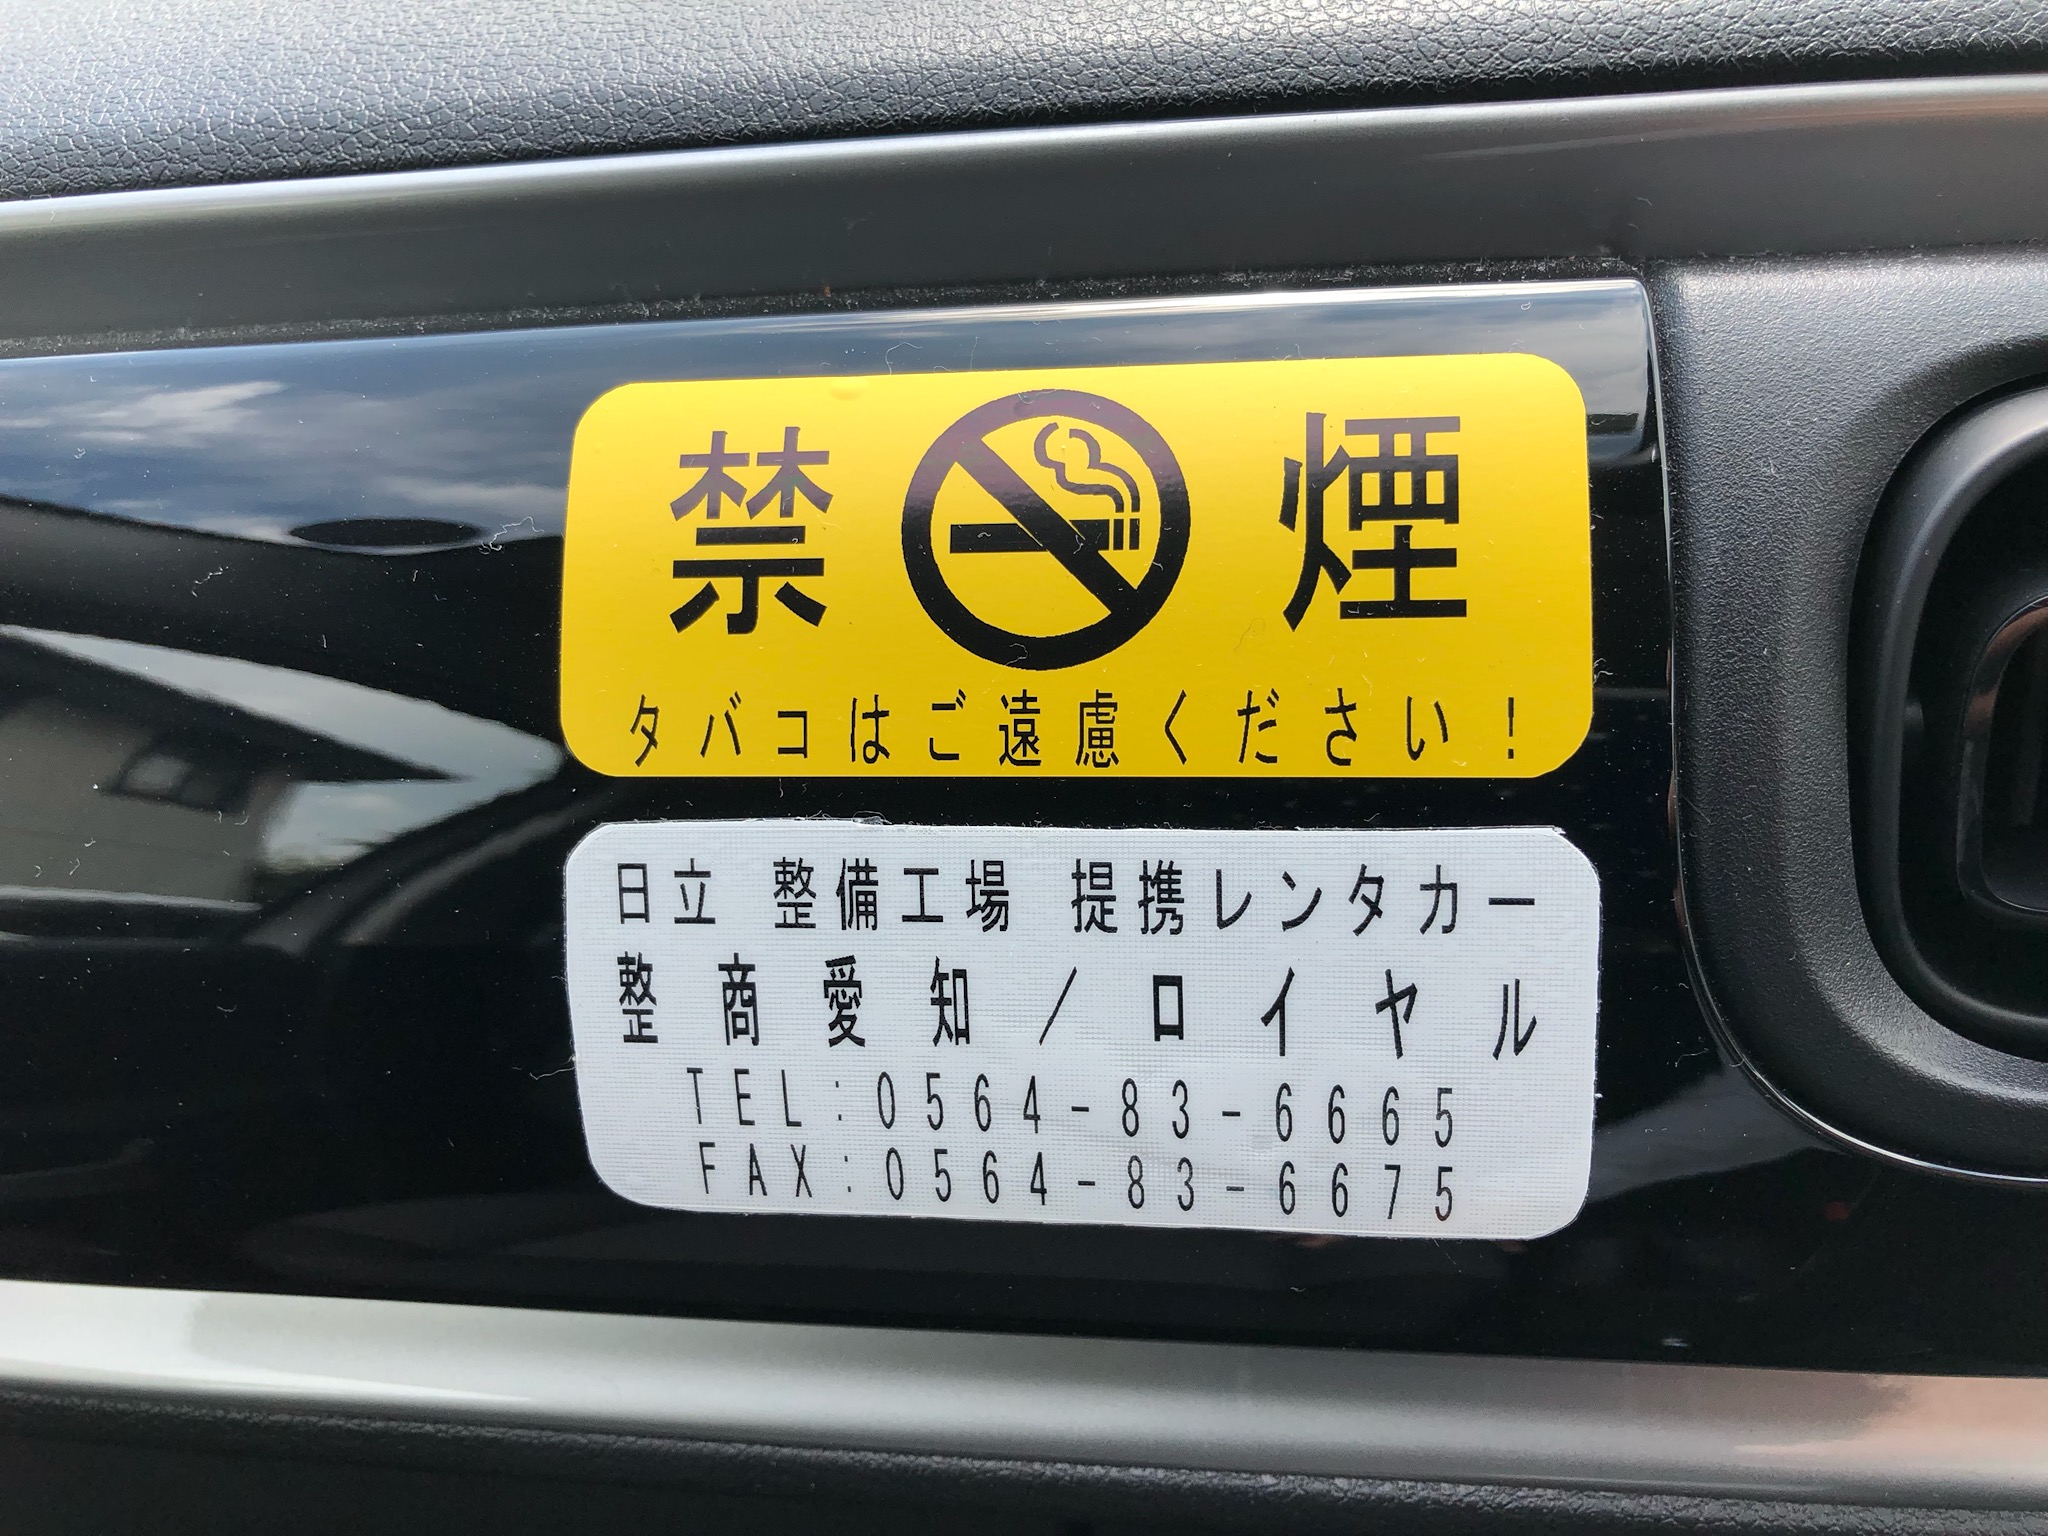 禁煙
タバコはご遠慮ください!
日立 整備工場 提携レンタカー
整商愛知/ロイヤル
TEL:0564-83-6665
FAX:0564-83-6675